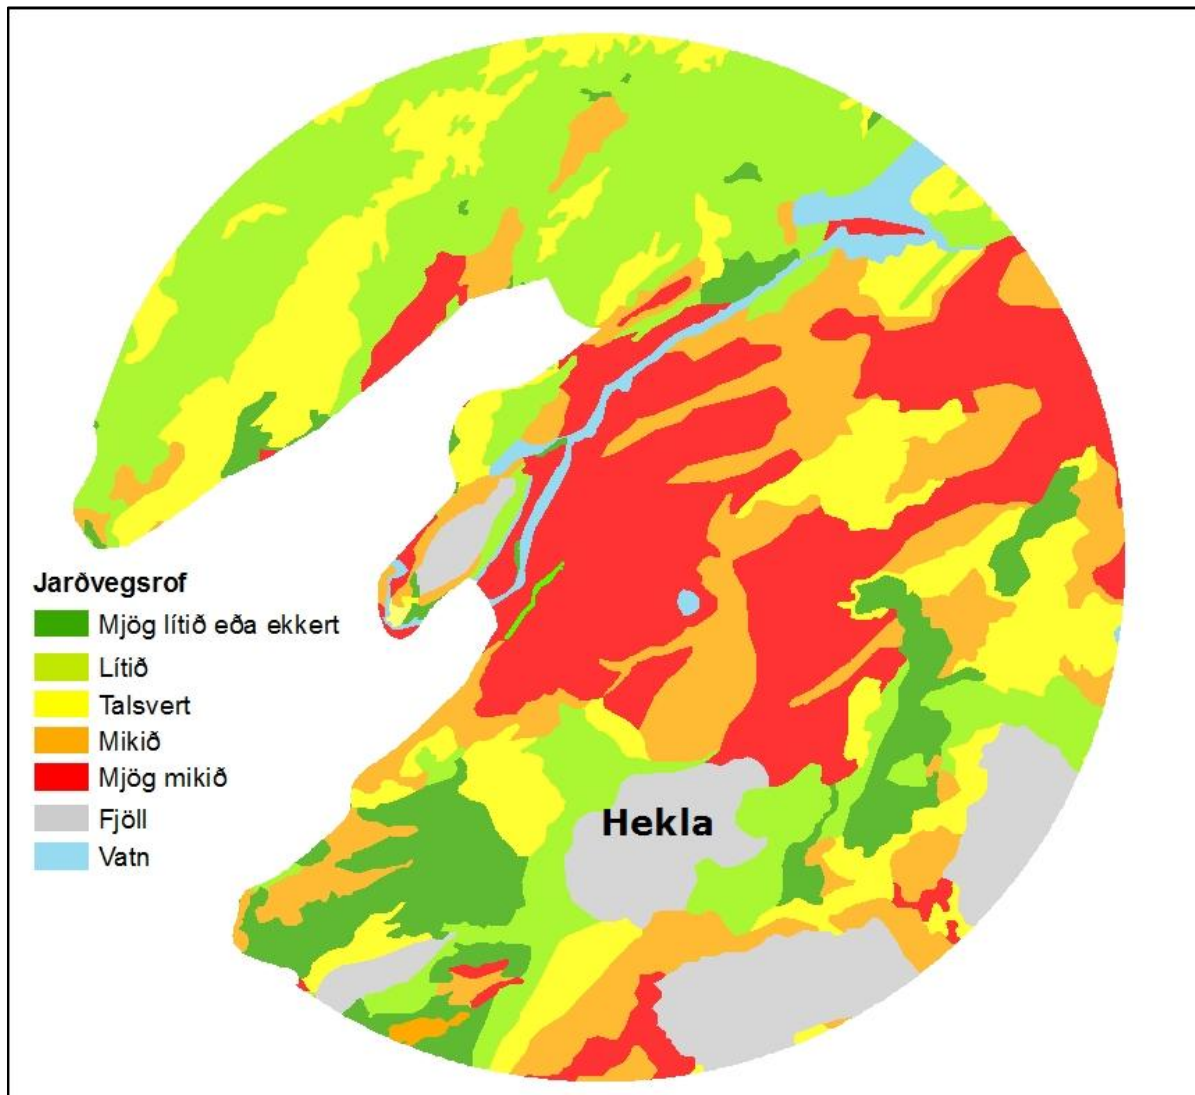 Jarðvegsrof
Mjög lítið eða ekkert
Lítið
Talsvert
Mikið
Mjög mikið
Fjöll
Vatn
Hekla